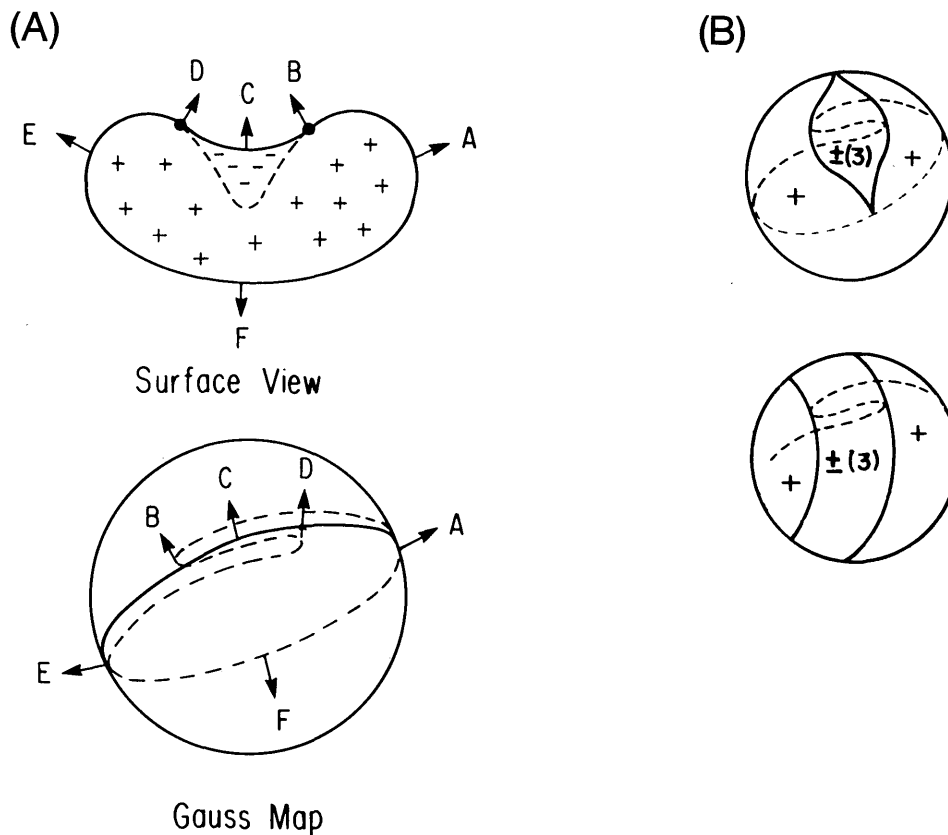 (A)
D
C
B
E
A
+ + - - - - - + +
+ + + + +
+ + + +
F
Surface View
C
D
B
A
E
F
Gauss Map
(B)
±(3)
+
+
+
±(3)
+